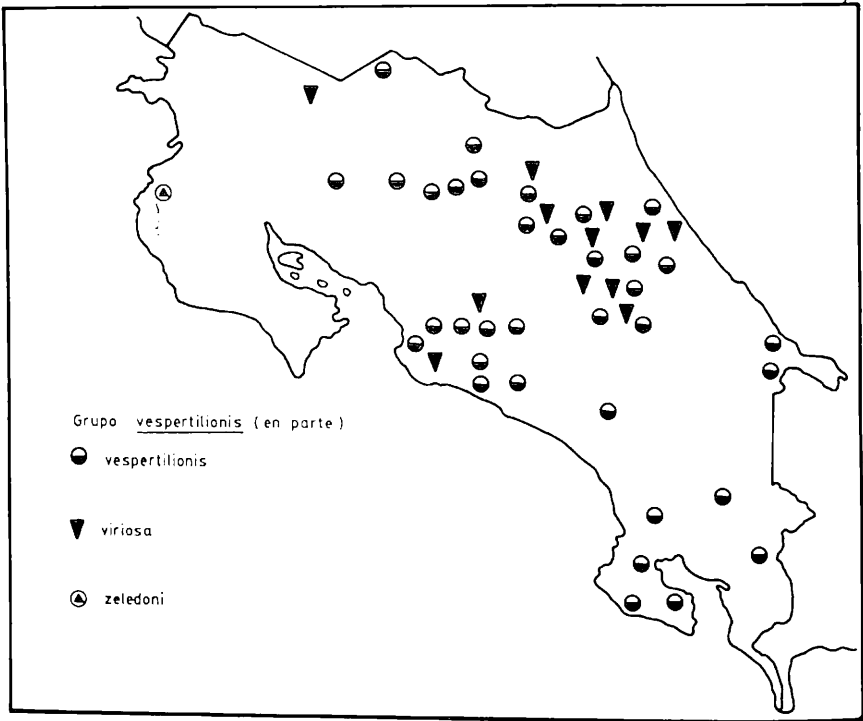 Grupo vespertilionis (en parte)
vespertilionis
viriosa
zeledoni